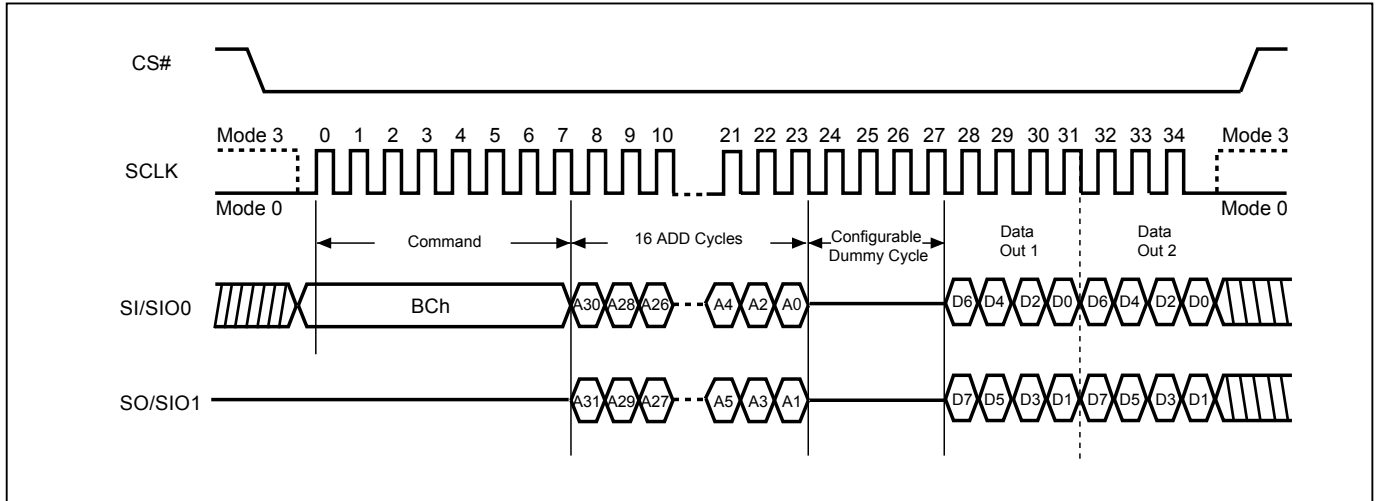 CS#
Mode 3 0 1 2 3 4 5 6 7 8 9 10 21 22 23 24 25 26 27 28 29 30 31 32 33 34 Mode 3
SCLK
Mode 0 Mode 0
Command 16 ADD Cycles Configurable Dummy Cycle Data Out 1 Data Out 2
SI/SIO0 BCh A30 A28 A26 A4 A2 A0 D6 D4 D2 D0 D6 D4 D2 D0
SO/SIO1 A31 A29 A27 A5 A3 A1 D7 D5 D3 D1 D7 D5 D3 D1